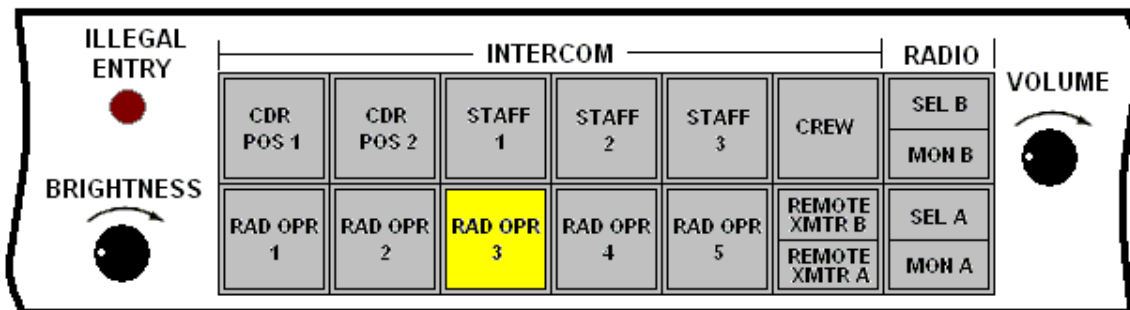 ILLEGAL
ENTRY
INTERCOM
RADIO
VOLUME
CDR
POS 1
CDR
POS 2
STAFF
1
STAFF
2
STAFF
3
CREW
SEL B
MON B
BRIGHTNESS
RAD OPR
1
RAD OPR
2
RAD OPR
3
RAD OPR
4
RAD OPR
5
REMOTE
XMTR B
REMOTE
XMTR A
SEL A
MON A